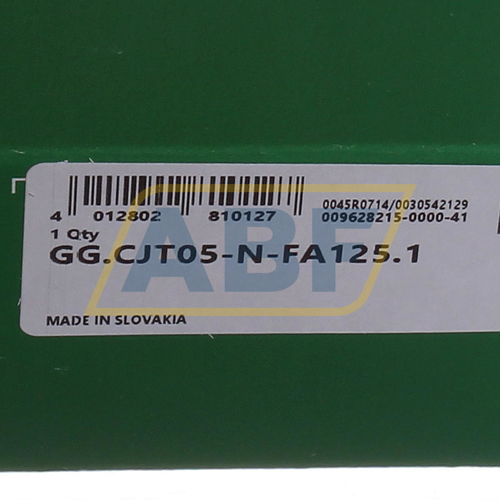 4 012802 810127
0045R0714/0030542129
009628215-0000-41
1 Qty
GG.CJT05-N-FA125.1
ABF
MADE IN SLOVAKIA